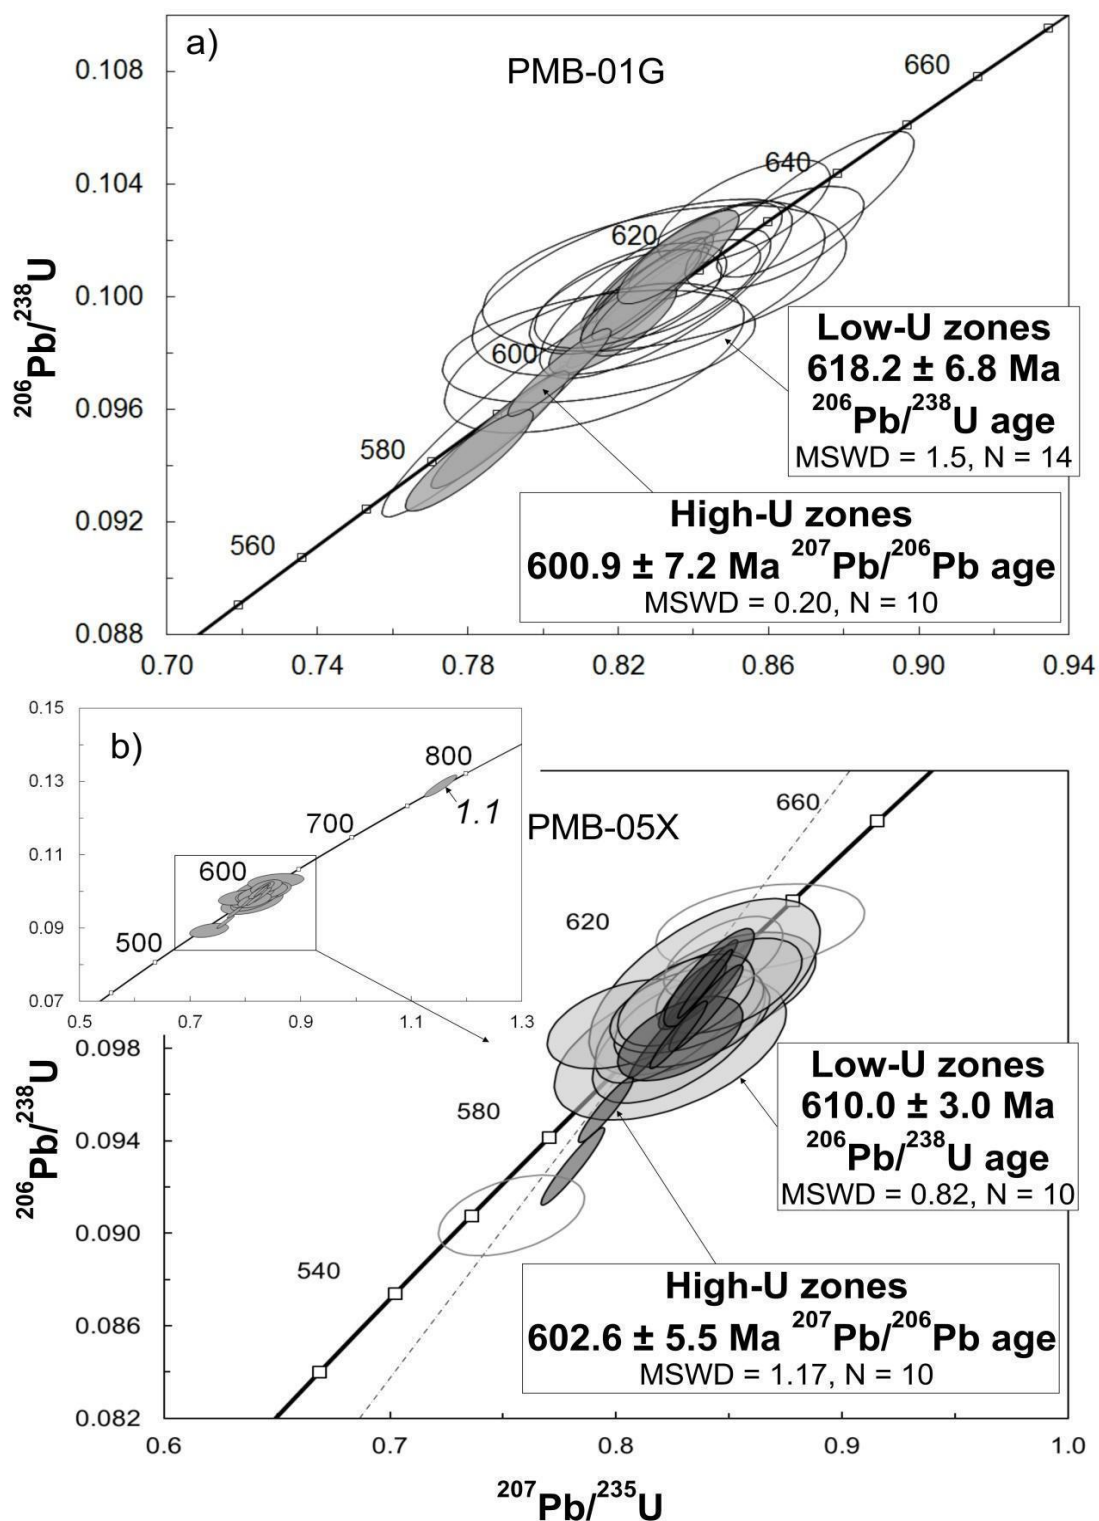 a)
PMB-01G
0.108
0.104
0.100
0.096
0.092
0.088
206Pb/238U
660
640
620
600
580
560
Low-U zones
618.2 ± 6.8 Ma
206Pb/238U age
MSWD = 1.5, N = 14
High-U zones
600.9 ± 7.2 Ma 207Pb/206Pb age
MSWD = 0.20, N = 10
0.70 0.74 0.78 0.82 0.86 0.90 0.94
b)
0.15
0.13
0.11
0.09
0.07
800
1.1
700
600
500
0.5 0.7 0.9 1.1 1.3
PMB-05X
660
620
580
540
0.098
0.094
0.090
0.086
0.082
206Pb/238U
Low-U zones
610.0 ± 3.0 Ma
206Pb/238U age
MSWD = 0.82, N = 10
High-U zones
602.6 ± 5.5 Ma 207Pb/206Pb age
MSWD = 1.17, N = 10
0.6 0.7 0.8 0.9 1.0
207Pb/235U